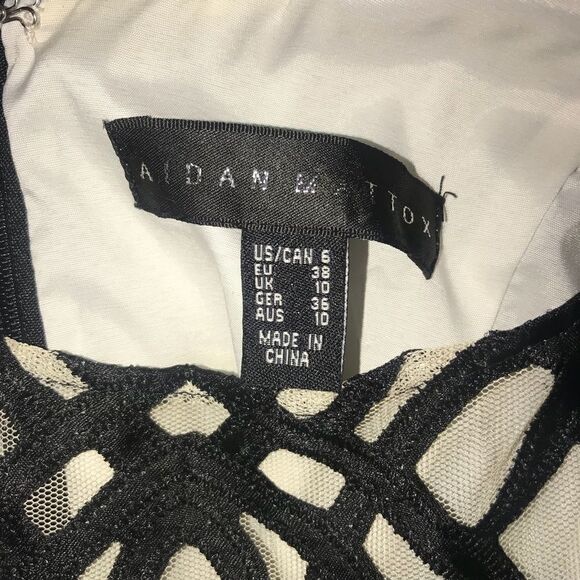 AIDAN MATTOX
US/CAN 6
EU 38
UK 10
GER 36
AUS 10
MADE IN
CHINA